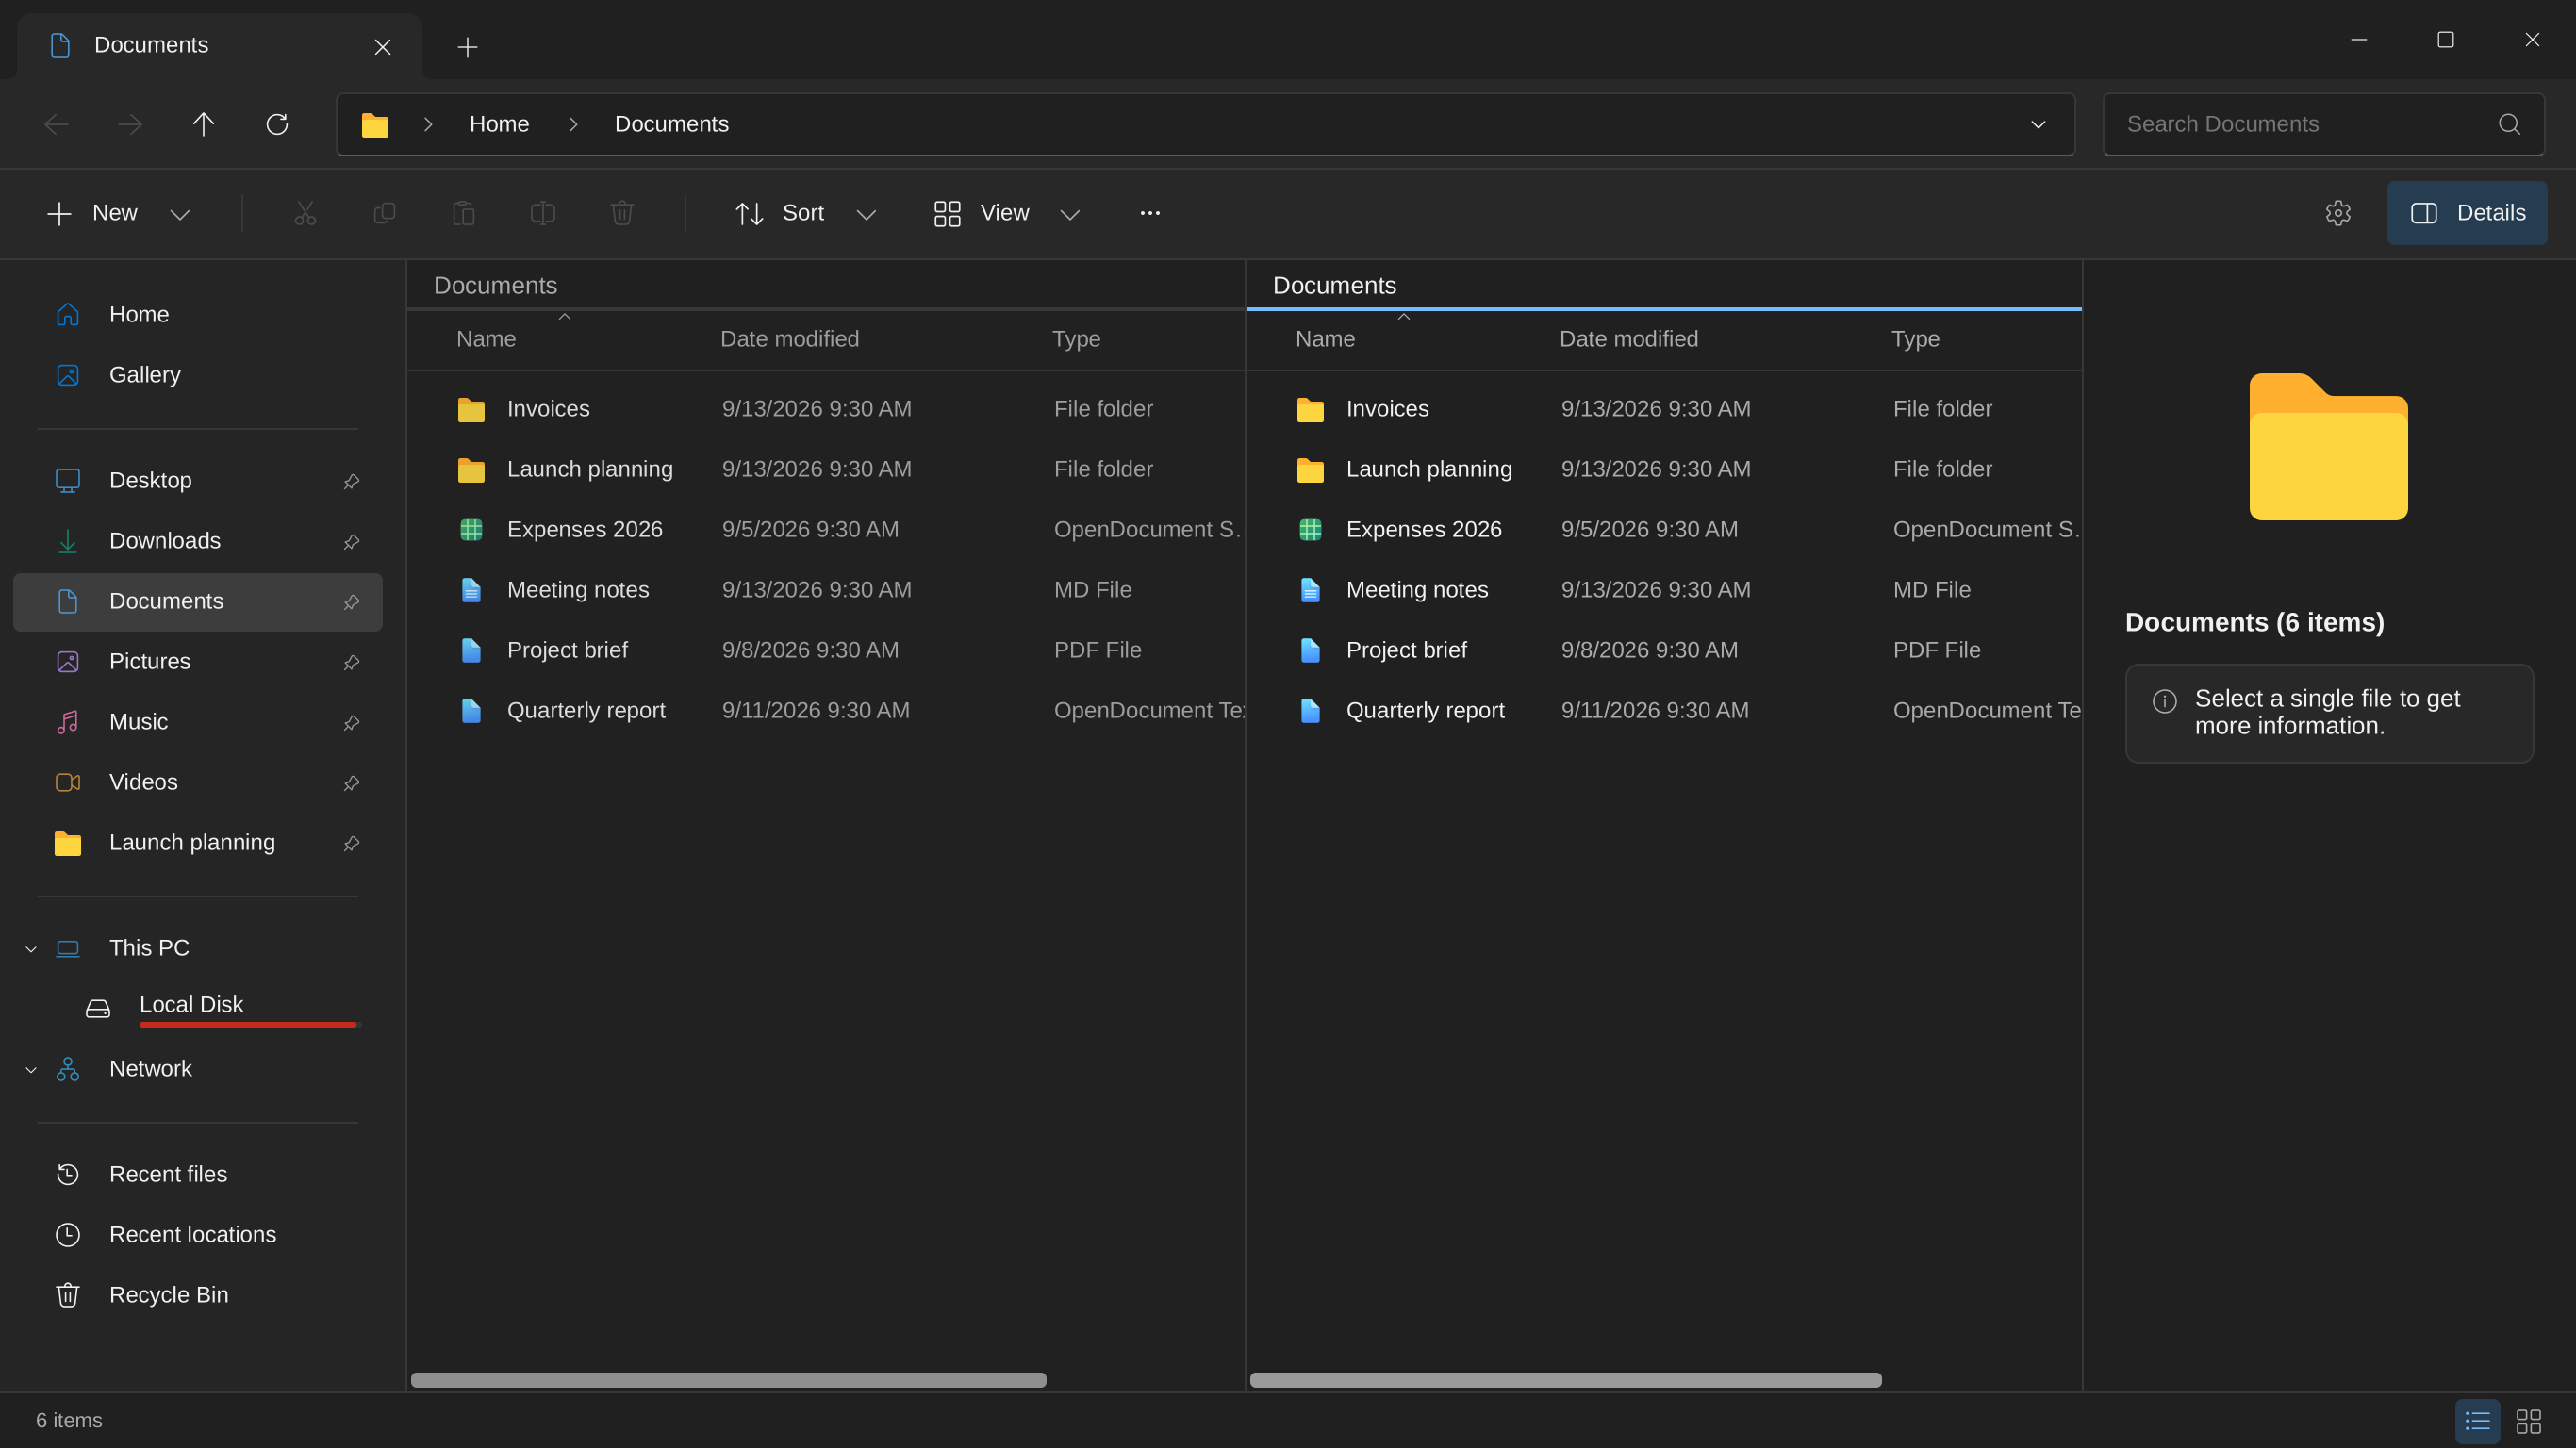 Documents
Home
Documents
Search Documents
New
Sort
View
Details
Home
Gallery
Desktop
Downloads
Documents
Pictures
Music
Videos
Launch planning
This PC
Local Disk
Network
Recent files
Recent locations
Recycle Bin
Documents
Name Date modified Type
Invoices 9/13/2026 9:30 AM File folder
Launch planning 9/13/2026 9:30 AM File folder
Expenses 2026 9/5/2026 9:30 AM OpenDocument S…
Meeting notes 9/13/2026 9:30 AM MD File
Project brief 9/8/2026 9:30 AM PDF File
Quarterly report 9/11/2026 9:30 AM OpenDocument Te
Documents
Name Date modified Type
Invoices 9/13/2026 9:30 AM File folder
Launch planning 9/13/2026 9:30 AM File folder
Expenses 2026 9/5/2026 9:30 AM OpenDocument S…
Meeting notes 9/13/2026 9:30 AM MD File
Project brief 9/8/2026 9:30 AM PDF File
Quarterly report 9/11/2026 9:30 AM OpenDocument Te
Documents (6 items)
Select a single file to get
more information.
6 items